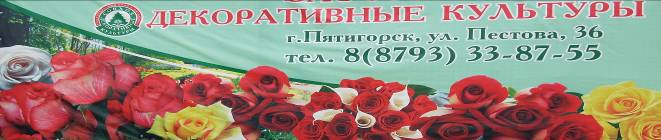 ДЕКОРАТИВНЫЕ КУЛЬТУРЫ
г.Пятигорск, ул. Пестова, 36
тел. 8(8793) 33-87-55